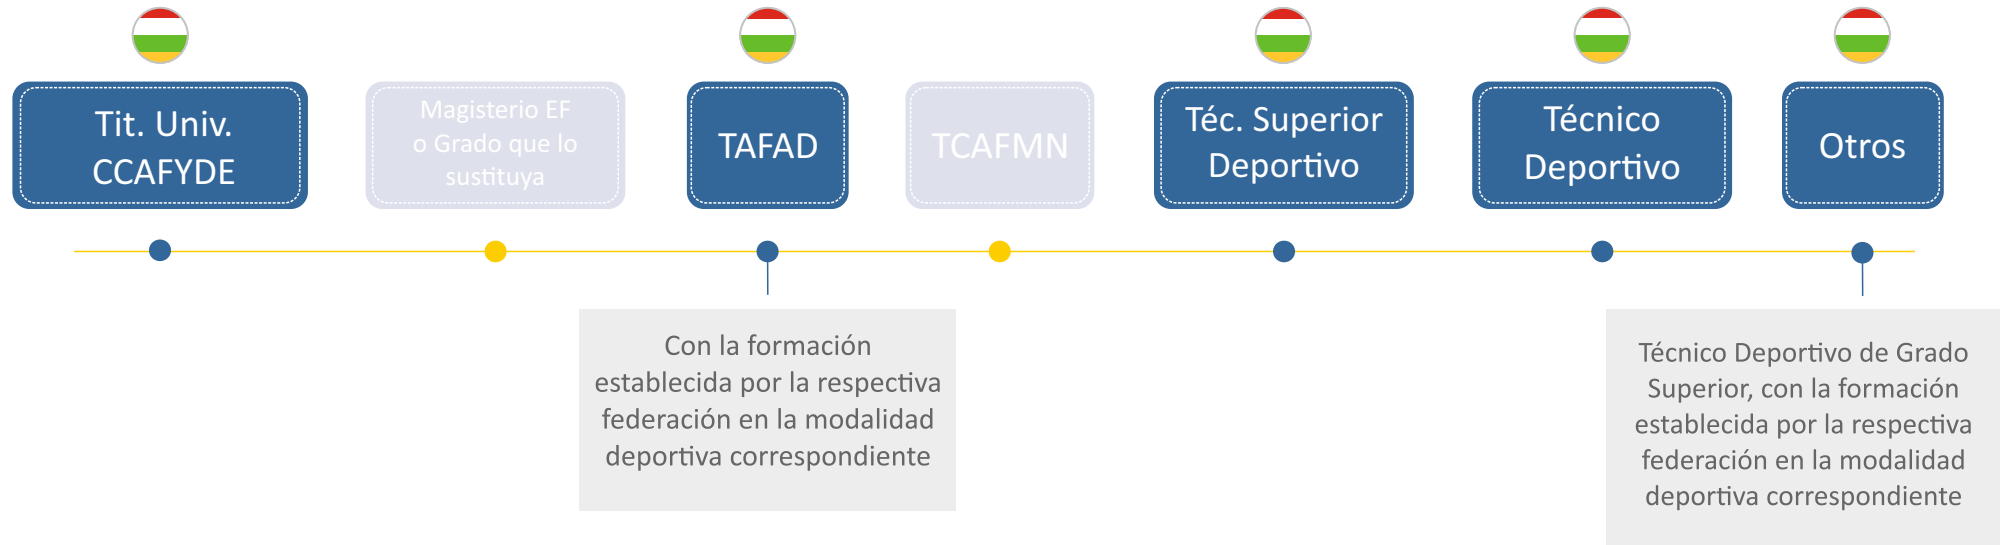 Tit. Univ.
CCAFYDE
Magisterio EF
o Grado que lo
sustituya
TAFAD
TCAFMN
Téc. Superior
Deportivo
Técnico
Deportivo
Otros
Con la formación
establecida por la respectiva
federación en la modalidad
deportiva correspondiente
Técnico Deportivo de Grado
Superior, con la formación
establecida por la respectiva
federación en la modalidad
deportiva correspondiente